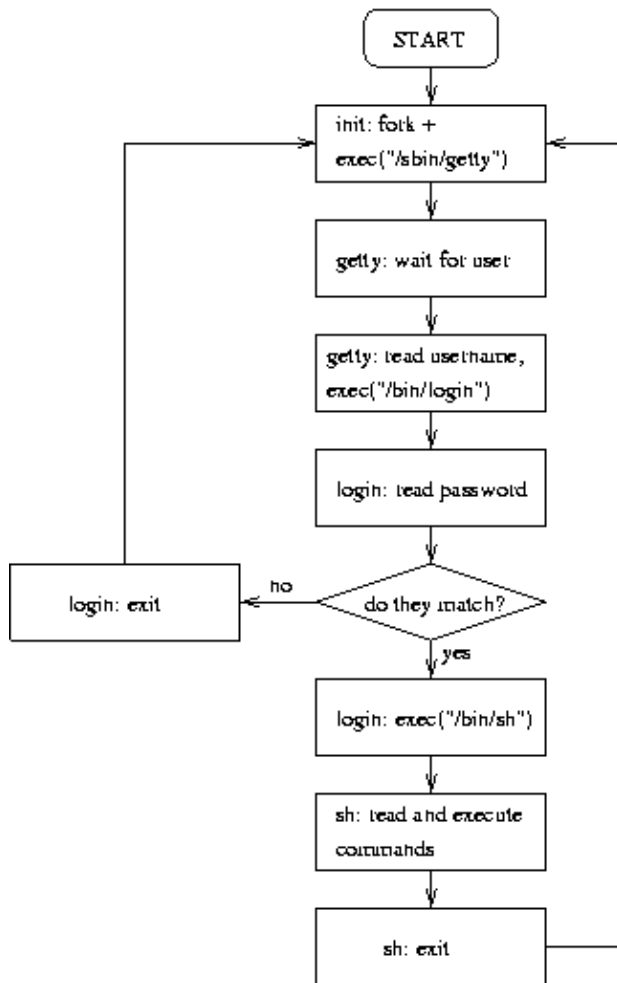 START
init: fork +
exec("/sbin/getty")
getty: wait for user
getty: read username,
exec("/bin/login")
login: read password
do they match?
no
login: exit
yes
login: exec("/bin/sh")
sh: read and execute
commands
sh: exit